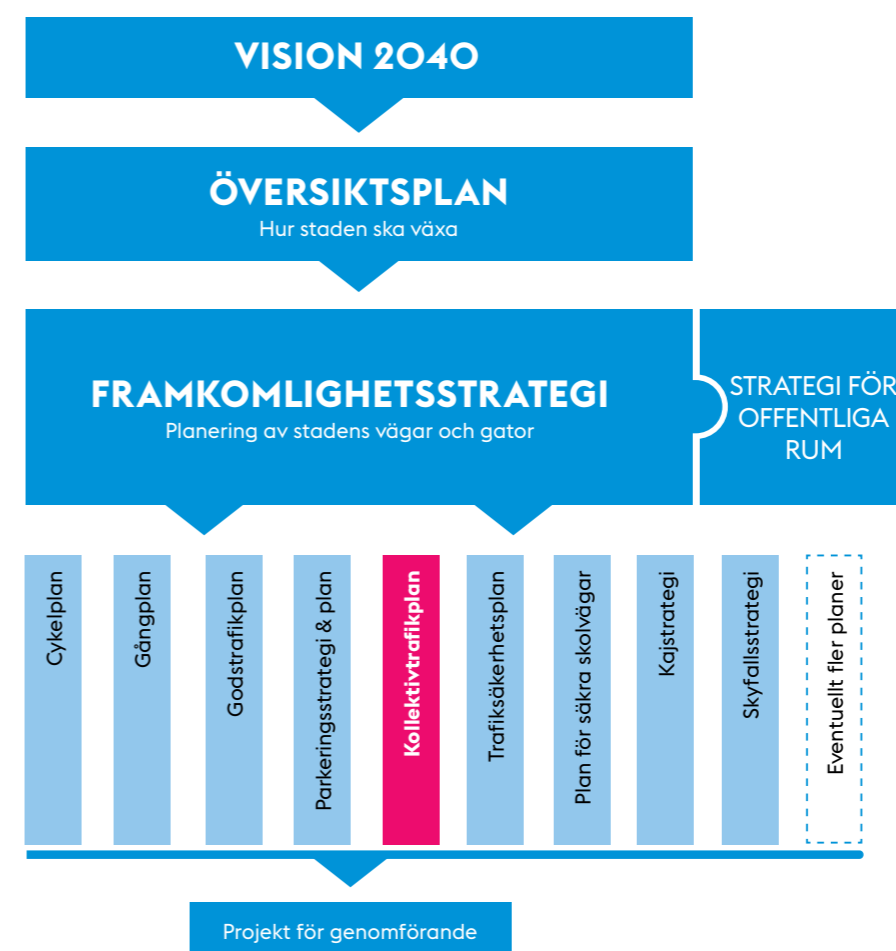 VISION 2040
ÖVERSIKTSPLAN
Hur staden ska växa
FRAMKOMLIGHETSSTRATEGI
Planering av stadens vägar och gator
STRATEGI FÖR
OFFENTLIGA
RUM
Cykelplan
Gångplan
Godstrafikplan
Parkeringsstrategi & plan
Kollektivtrafikplan
Trafiksäkerhetsplan
Plan för säkra skolvägar
Kajstrategi
Skyfallsstrategi
Eventuellt fler planer
Projekt för genomförande